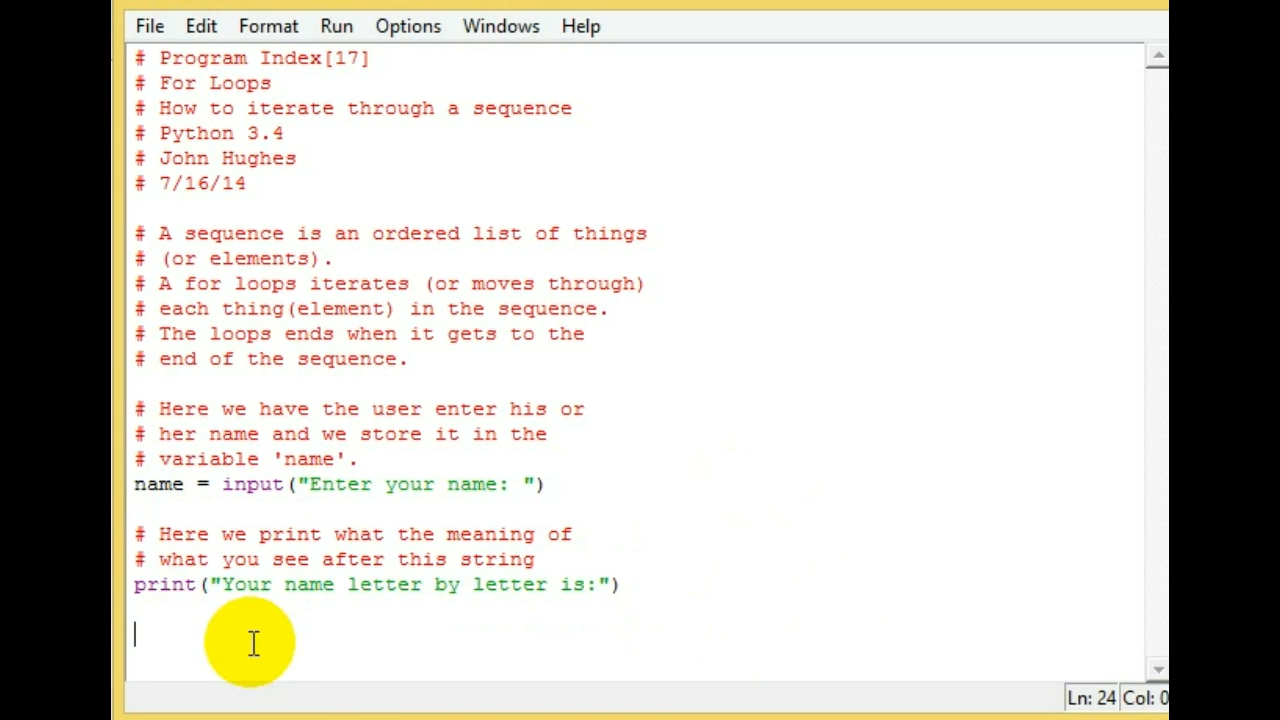 File Edit Format Run Options Windows Help
# Program Index[17]
# For Loops
# How to iterate through a sequence
# Python 3.4
# John Hughes
# 7/16/14
# A sequence is an ordered list of things
# (or elements).
# A for loops iterates (or moves through)
# each thing(element) in the sequence.
# The loops ends when it gets to the
# end of the sequence.
# Here we have the user enter his or
# her name and we store it in the
# variable 'name'.
name = input("Enter your name: ")
# Here we print what the meaning of
# what you see after this string
print("Your name letter by letter is:")
Ln: 24 Col: 0